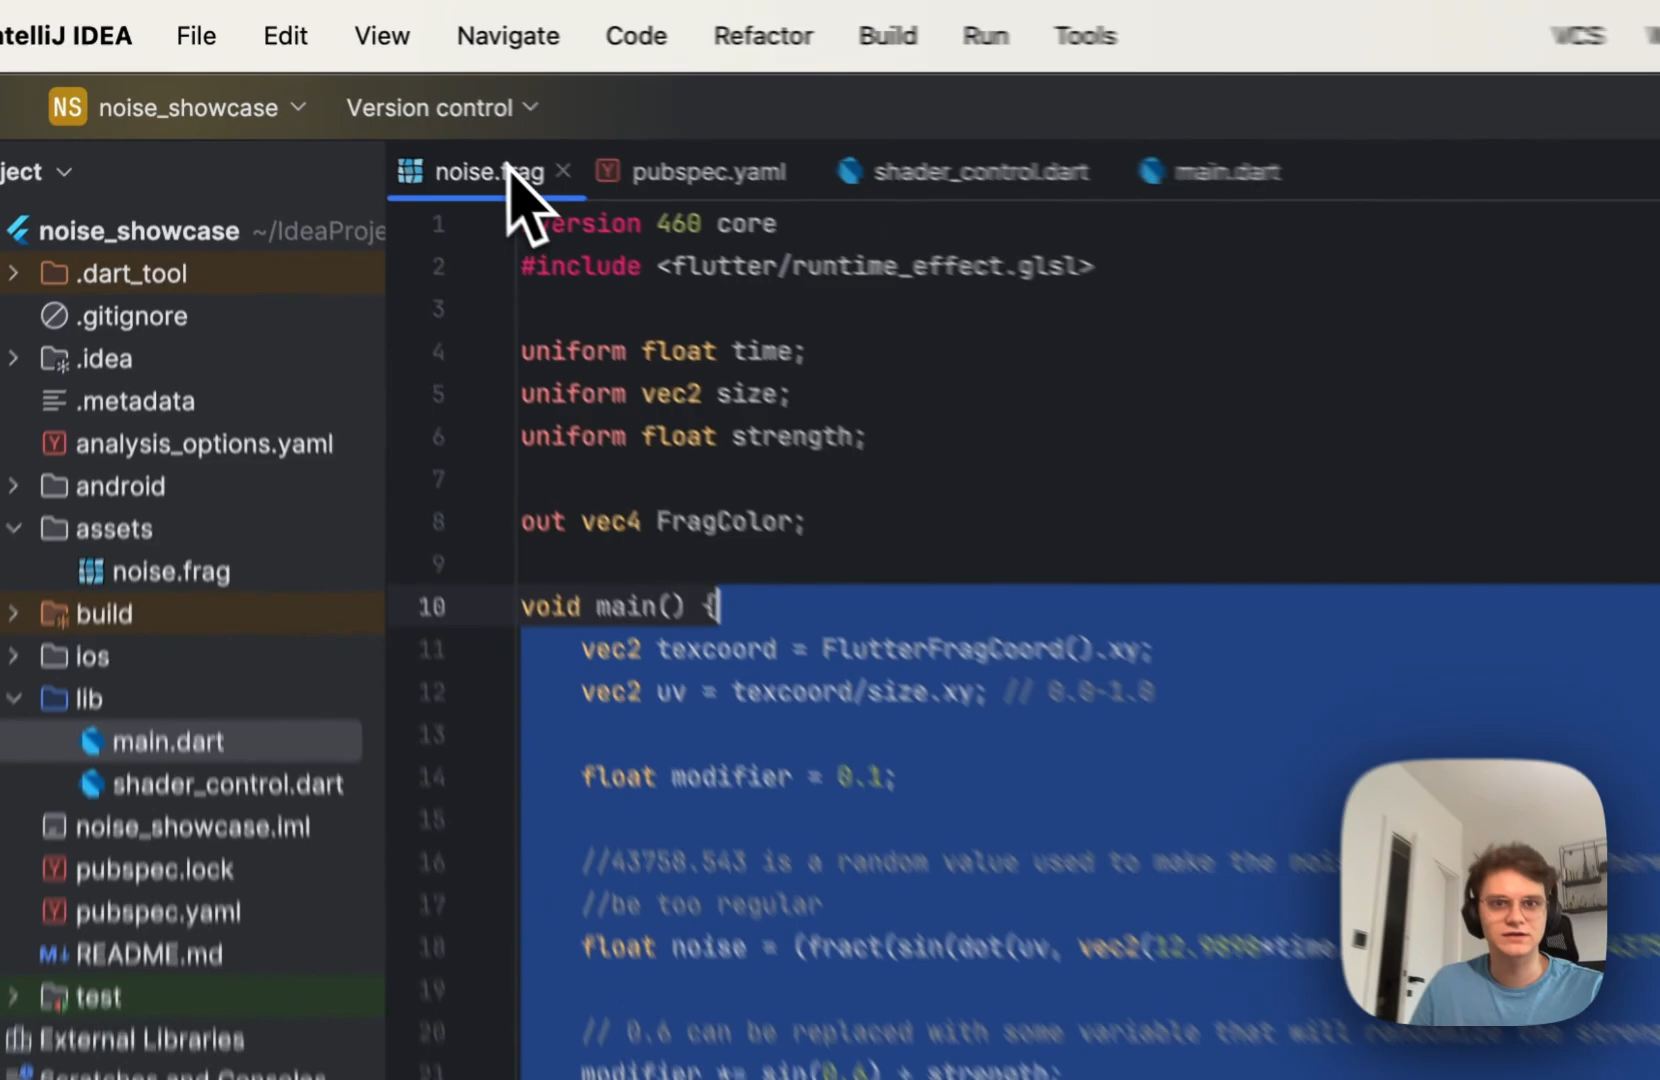 ntelliJ IDEA File Edit View Navigate Code Refactor Build Run Tools VCS
NS noise_showcase Version control
ject noise.frag pubspec.yaml shader_control.dart main.dart
noise_showcase ~/IdeaProje
.dart_tool
.gitignore
.idea
.metadata
analysis_options.yaml
android
assets
noise.frag
build
ios
lib
main.dart
shader_control.dart
noise_showcase.iml
pubspec.lock
pubspec.yaml
README.md
test
External Libraries
Scratches and Consoles
1 version 460 core
2 #include <flutter/runtime_effect.glsl>
3
4 uniform float time;
5 uniform vec2 size;
6 uniform float strength;
7
8 out vec4 FragColor;
9
10 void main() {
11 vec2 texcoord = FlutterFragCoord().xy;
12 vec2 uv = texcoord/size.xy; // 0.0-1.0
13
14 float modifier = 0.1;
15
16 //43758.543 is a random value used to make the
17 //be too regular
18 float noise = (fract(sin(dot(uv, vec2(12.9898*time
19
20 // 0.6 can be replaced with some variable that will the
21 modifier *= sin(0.6) + strength;